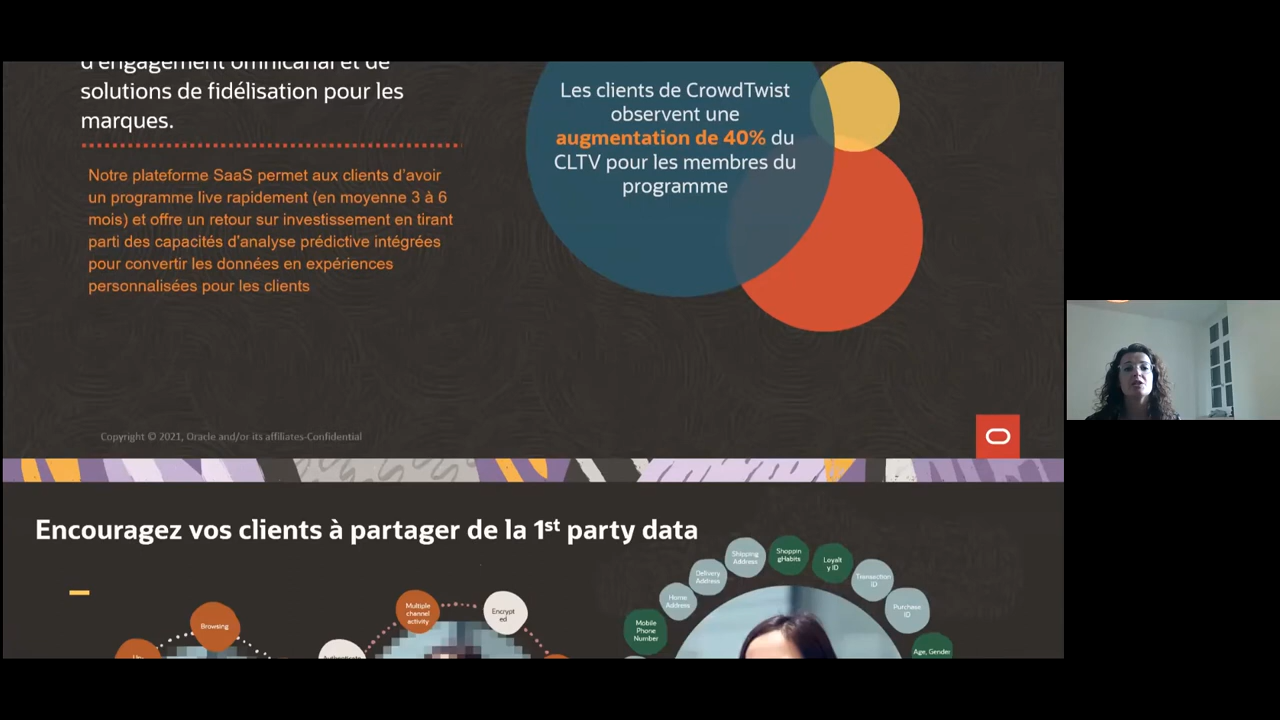 d'engagement omnicanal et de
solutions de fidélisation pour les
marques.
Notre plateforme SaaS permet aux clients d'avoir
un programme live rapidement (en moyenne 3 à 6
mois) et offre un retour sur investissement en tirant
parti des capacités d'analyse prédictive intégrées
pour convertir les données en expériences
personnalisées pour les clients
Les clients de CrowdTwist
observent une
augmentation de 40% du
CLTV pour les membres du
programme
Copyright © 2021, Oracle and/or its affiliates-Confidential
Encouragez vos clients à partager de la 1st party data
Browsing
Multiple
channel
activity
Encrypt
ed
Mobile
Phone
Number
Home
Address
Delivery
Address
Shipping
Address
Shoppin
gHabits
Loyalt
y ID
Transaction
ID
Purchase
ID
Age, Gender